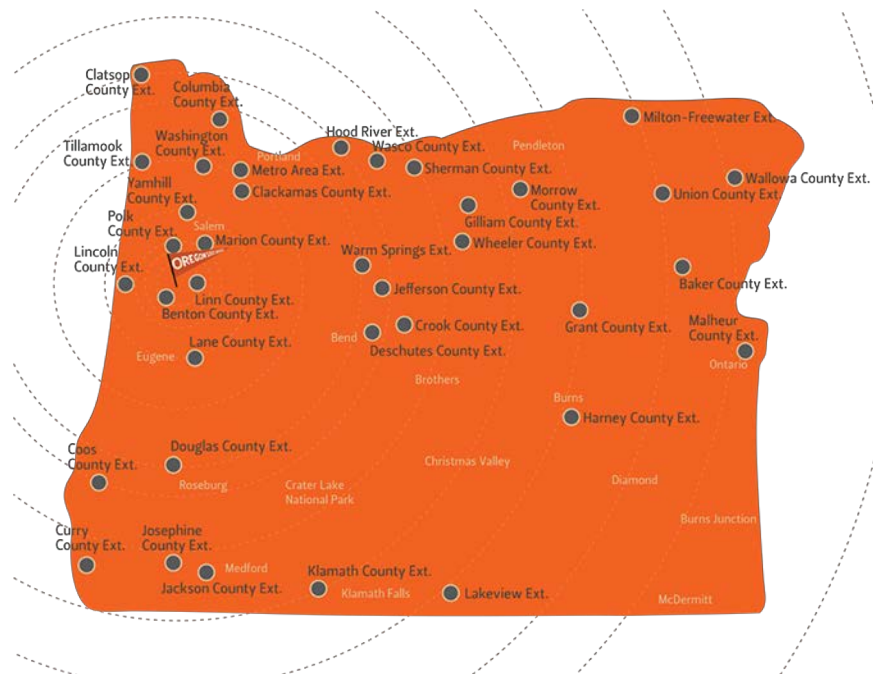 Clatsop
County Ext.
Columbia
County Ext.
Milton-Freewater Ext.
Hood River Ext.
Washington
County Ext.
Tillamook
County Ext.
Portland
Wasco County Ext.
Pendleton
Metro Area Ext.
Sherman County Ext.
Wallowa County Ext.
Yamhill
County Ext.
Clackamas County Ext.
Morrow
County Ext.
Union County Ext.
Polk
County Ext.
Salem
Gilliam County Ext.
Marion County Ext.
Wheeler County Ext.
Lincoln
County Ext.
OREGON
Warm Springs Ext.
Baker County Ext.
Linn County Ext.
Benton County Ext.
Jefferson County Ext.
Grant County Ext.
Malheur
County Ext.
Crook County Ext.
Lane County Ext.
Bend
Deschutes County Ext.
Eugene
Ontario
Brothers
Burns
Harney County Ext.
Douglas County Ext.
Coos
County Ext.
Christmas Valley
Roseburg
Crater Lake
National Park
Diamond
Burns Junction
Curry
County Ext.
Josephine
County Ext.
Medford
Klamath County Ext.
Jackson County Ext.
Klamath Falls
Lakeview Ext.
McDermitt